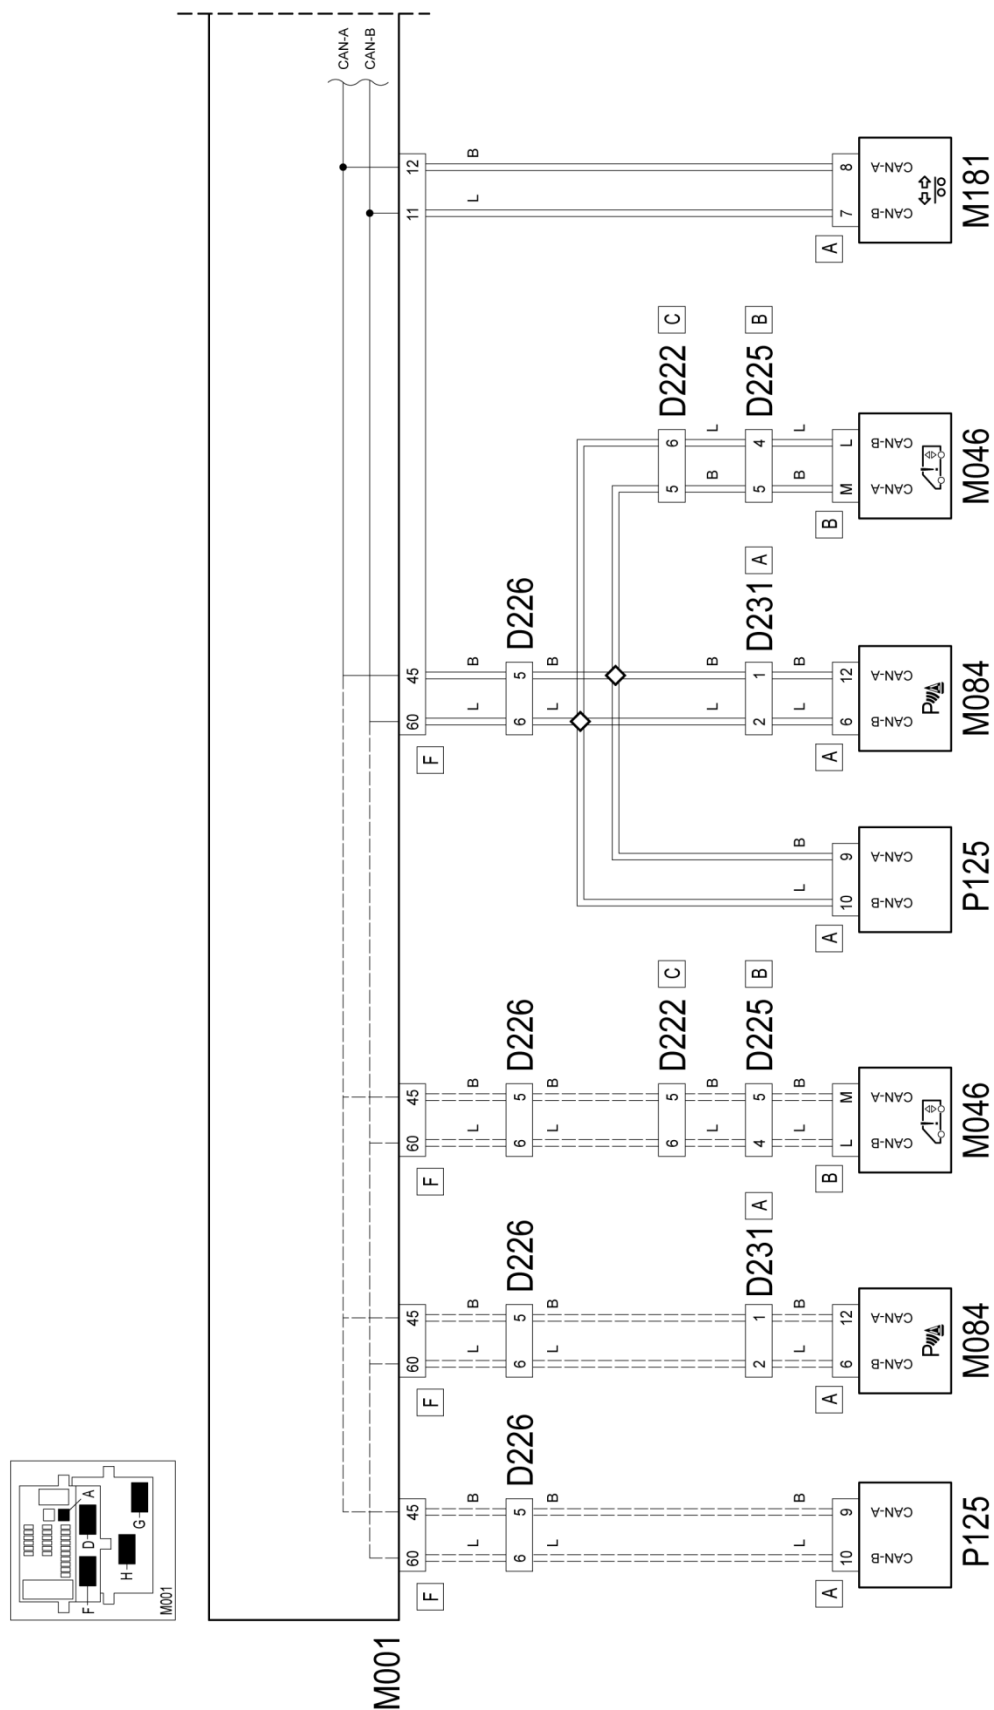 CAN-A
CAN-B
12 B 8 CAN-A
11 L 7 CAN-B
A
M181
D222 C
D225 B
6 L 4 L L CAN-B
5 B 5 B M CAN-A
B
M046
D226
D231 A
45 B 5 B B 1 B 12 CAN-A
60 L 6 L L 2 L 6 CAN-B
F
A
P
M084
B 9 CAN-A
L 10 CAN-B
A
P125
D226
D222 C
D225 B
45 B 5 B 5 B 5 B M CAN-A
60 L 6 L 6 L 4 L L CAN-B
F
B
M046
D226
D231 A
45 B 5 B 1 B 12 CAN-A
60 L 6 L 2 L 6 CAN-B
F
A
P
M084
D226
45 B 5 B B 9 CAN-A
60 L 6 L L 10 CAN-B
F
A
P125
M001
A
D
G
H
F
M001